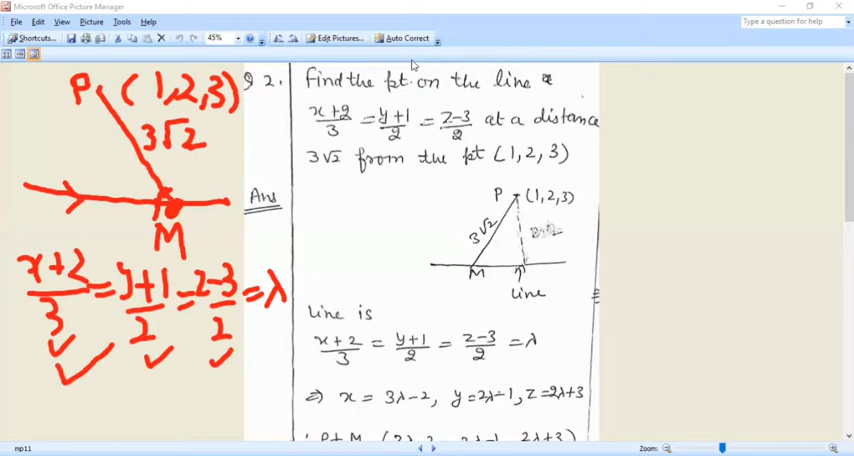 Microsoft Office Picture Manager
File Edit View Picture Tools Help
Type a question for help
Shortcuts... 45% Edit Pictures... Auto Correct
P (1,2,3)
3√2
M
x+2/3 = y+1/2 = z-3/2 = λ
Q 2. Find the pt. on the line
x+2/3 = y+1/2 = z-3/2 at a distance
3√2 from the pt (1,2,3)
Ans
P (1,2,3)
3√2
M
Line
Line is
x+2/3 = y+1/2 = z-3/2 = λ
⇒ x = 3λ-2, y = 2λ-1, z = 2λ+3
mp11
Zoom: